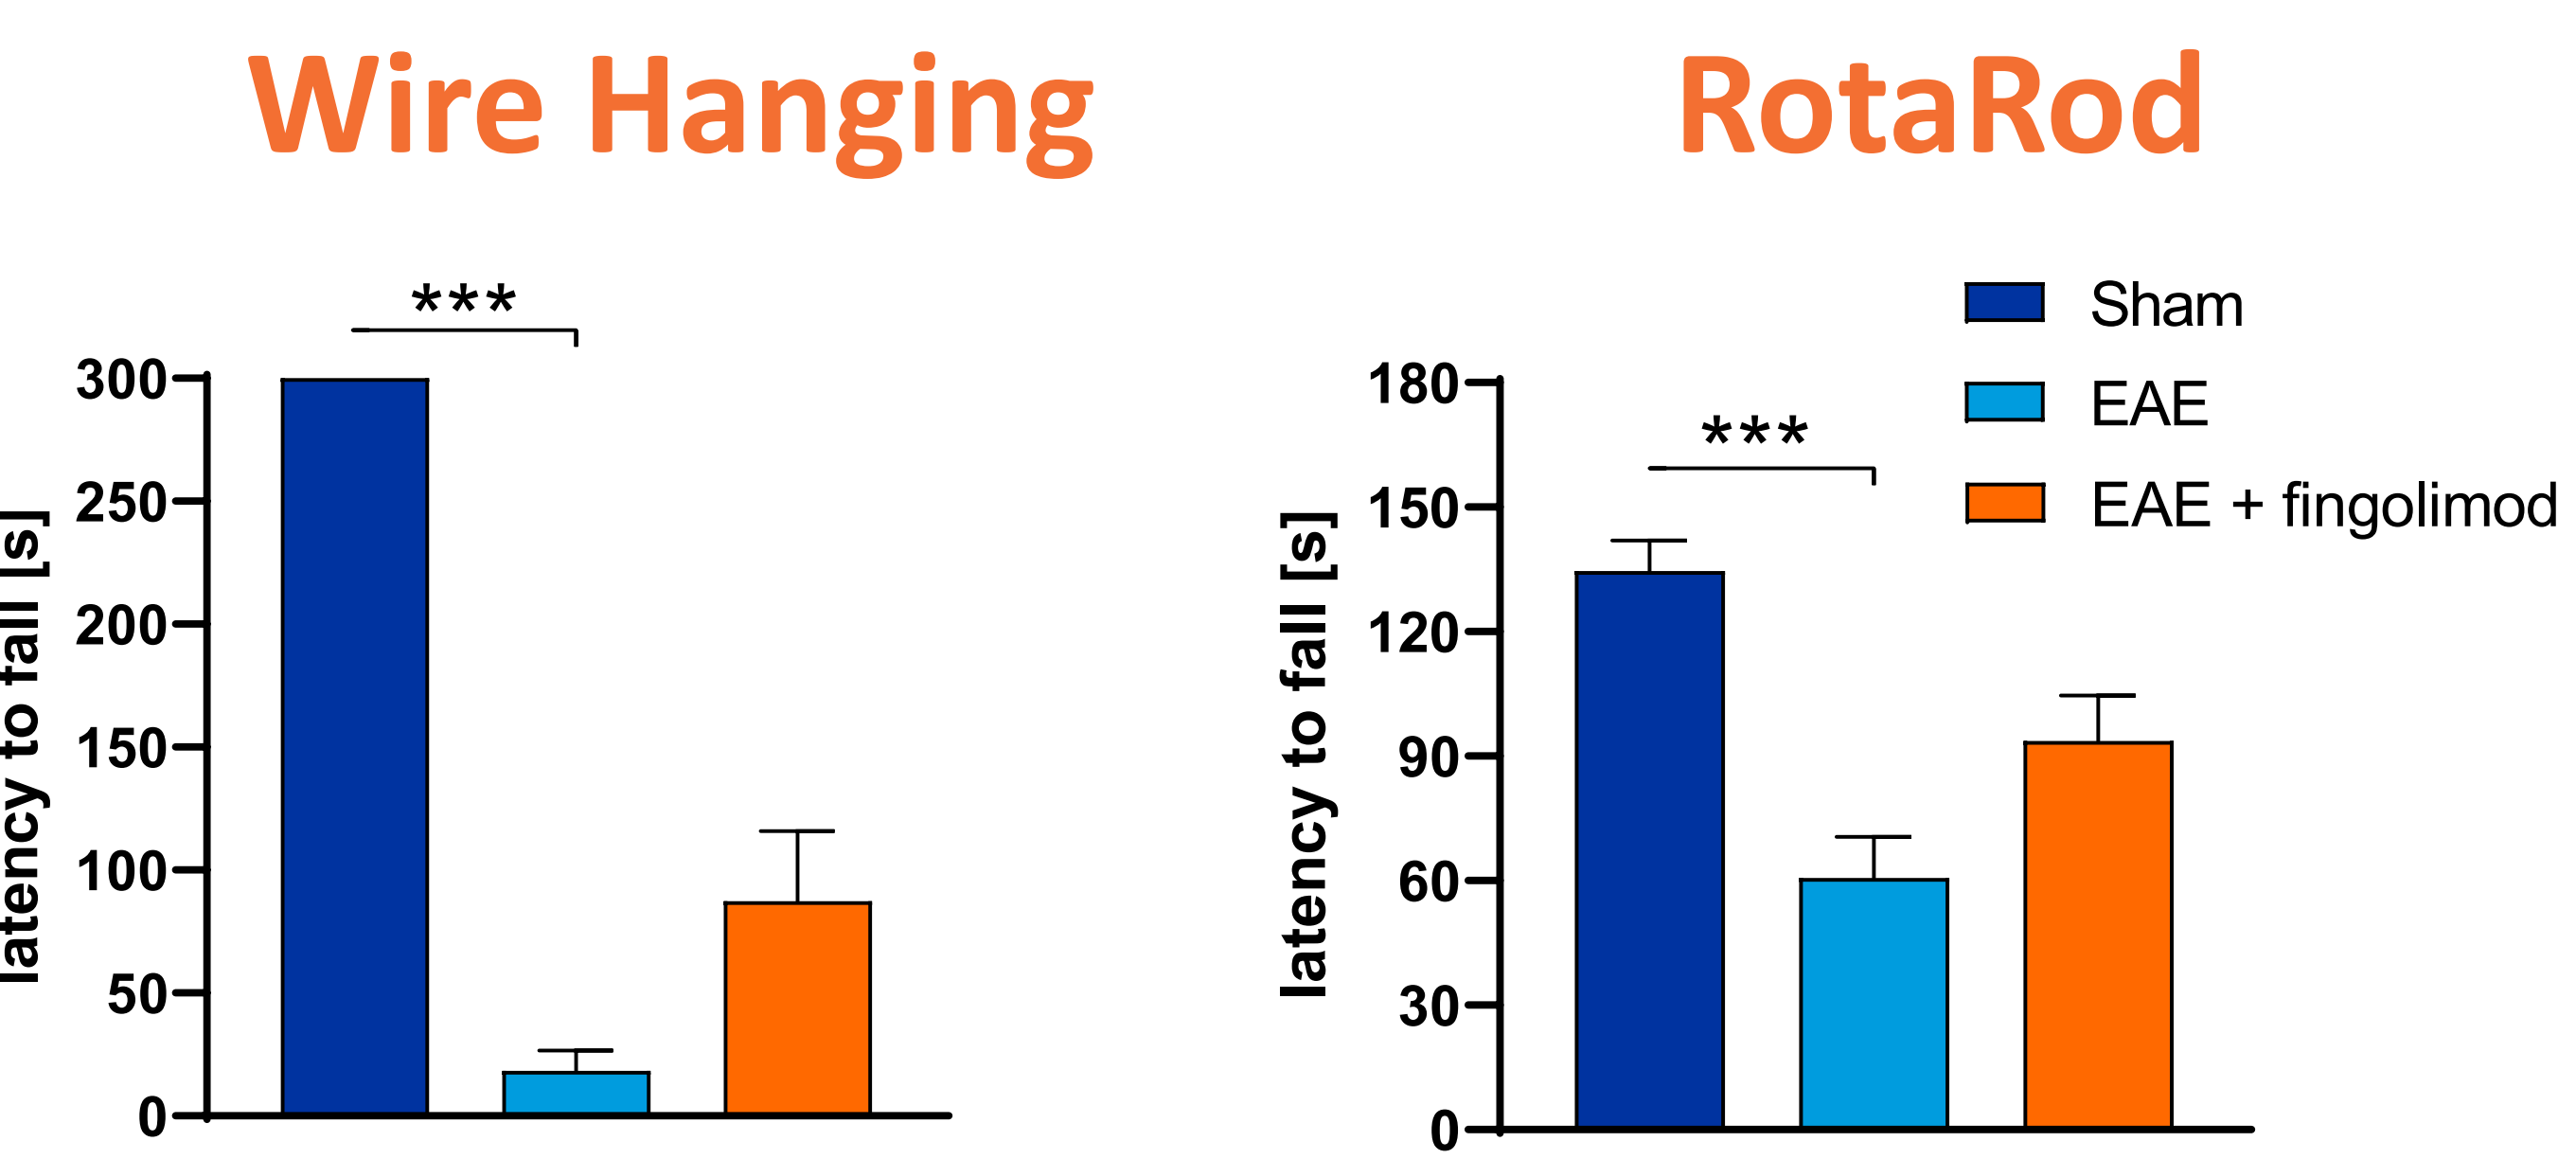 Wire Hanging
***
300
250
200
150
100
50
0
latency to fall [s]
RotaRod
Sham
EAE
EAE + fingolimod
***
180
150
120
90
60
30
0
latency to fall [s]